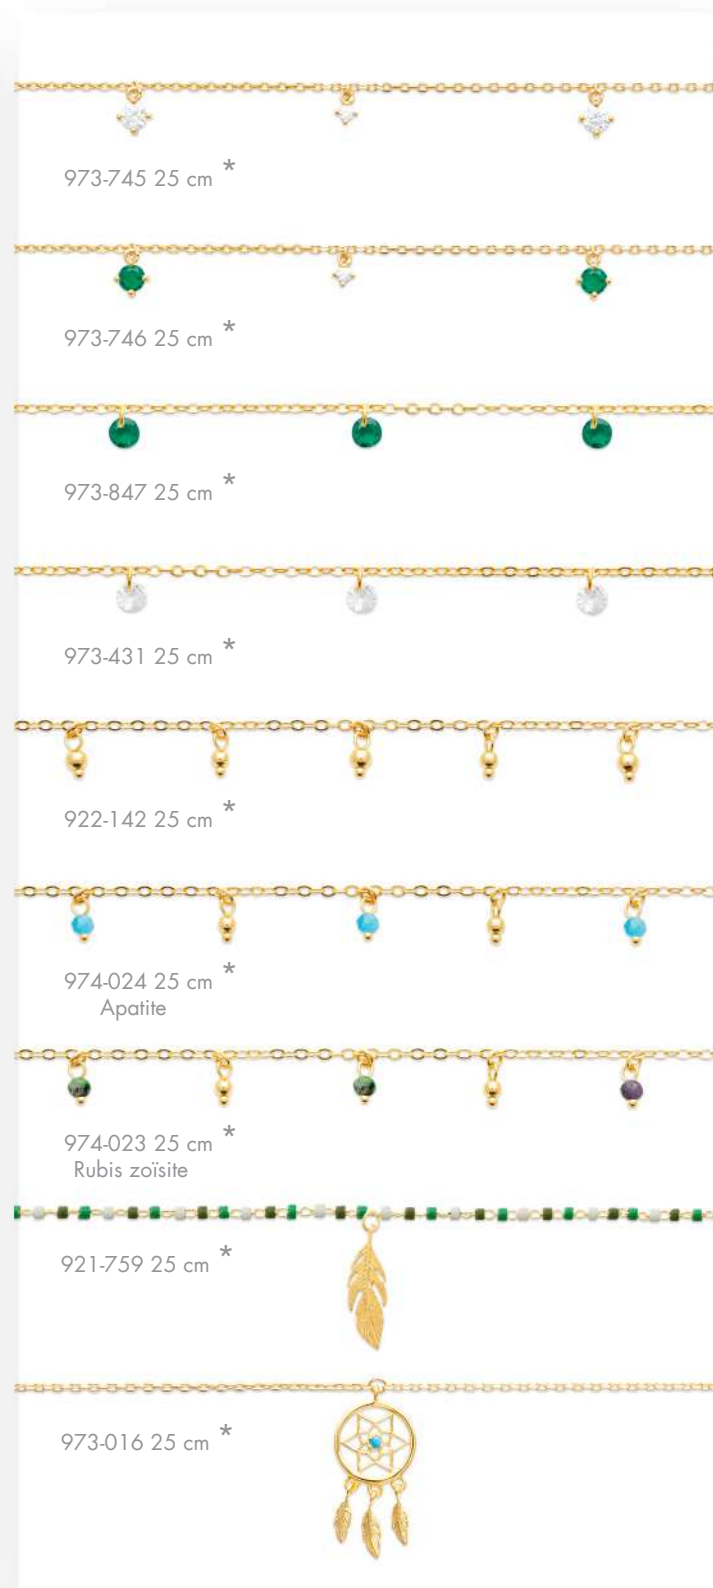 973-745 25 cm *
973-746 25 cm *
973-847 25 cm *
973-431 25 cm *
922-142 25 cm *
974-024 25 cm *
Apatite
974-023 25 cm *
Rubis zoïsite
921-759 25 cm *
973-016 25 cm *